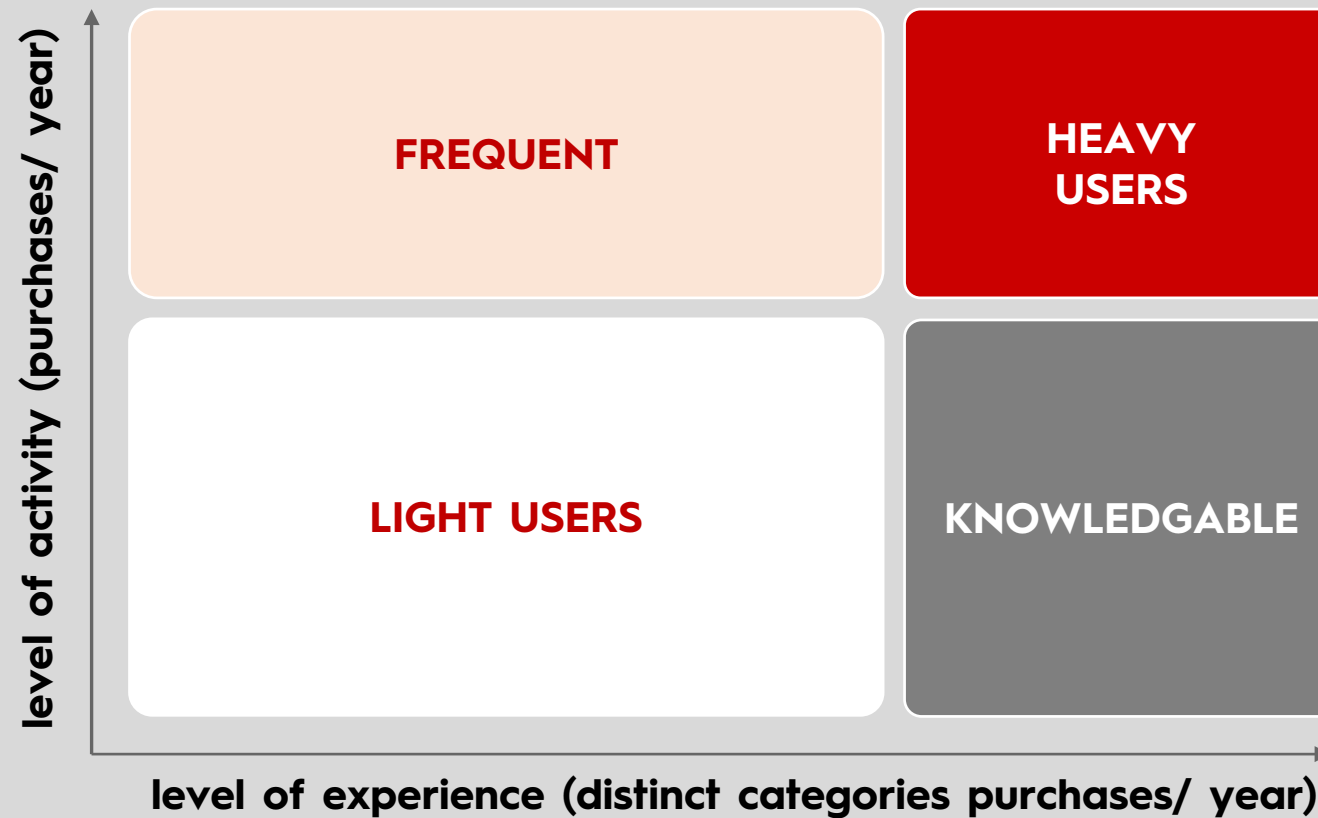 level of activity (purchases/ year)
FREQUENT
HEAVY
USERS
LIGHT USERS
KNOWLEDGABLE
level of experience (distinct categories purchases/ year)